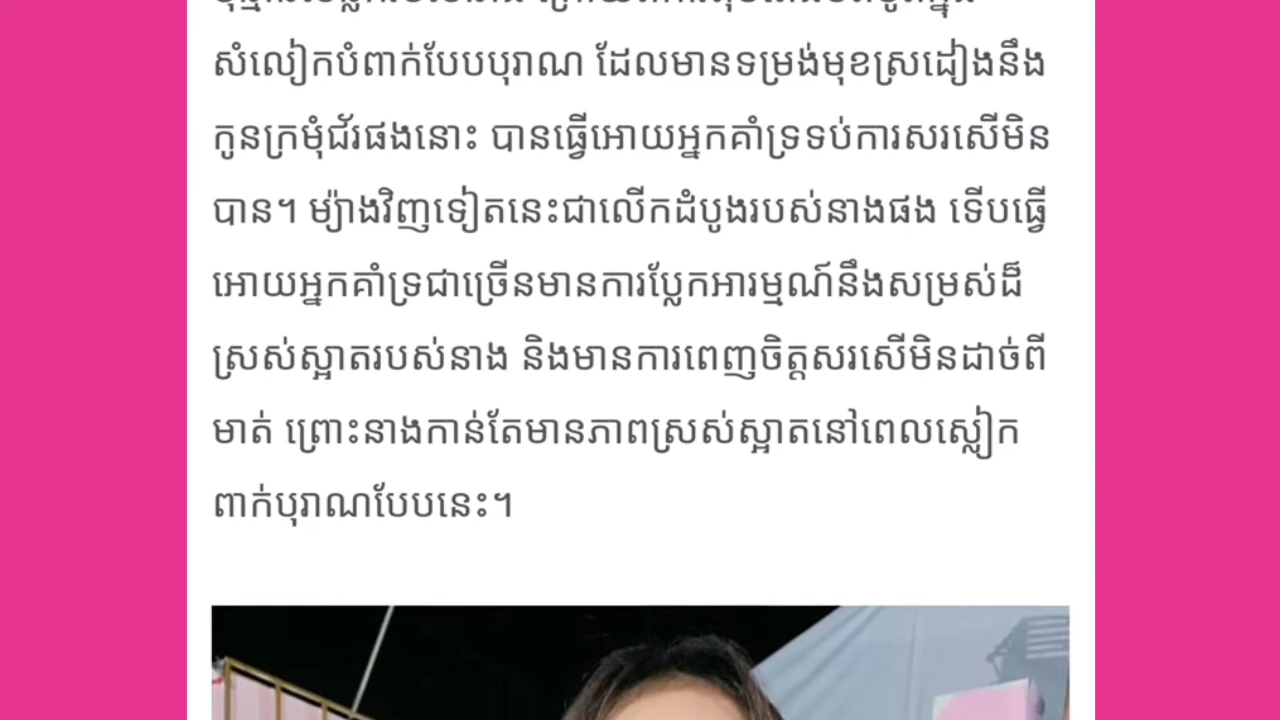 សំលៀកបំពាក់បែបបុរាណ ដែលមានទម្រង់មុខស្រដៀងនឹង
កូនក្រមុំជ័រផងនោះ បានធ្វើអោយអ្នកគាំទ្រទប់ការសរសើមិន
បាន។ ម្យ៉ាងវិញទៀតនេះជាលើកដំបូងរបស់នាងផង ទើបធ្វើ
អោយអ្នកគាំទ្រជាច្រើនមានការប្លែកអារម្មណ៍នឹងសម្រស់ដ៏
ស្រស់ស្អាតរបស់នាង និងមានការពេញចិត្តសរសើមិនដាច់ពី
មាត់ ព្រោះនាងកាន់តែមានភាពស្រស់ស្អាតនៅពេលស្លៀក
ពាក់បុរាណបែបនេះ។